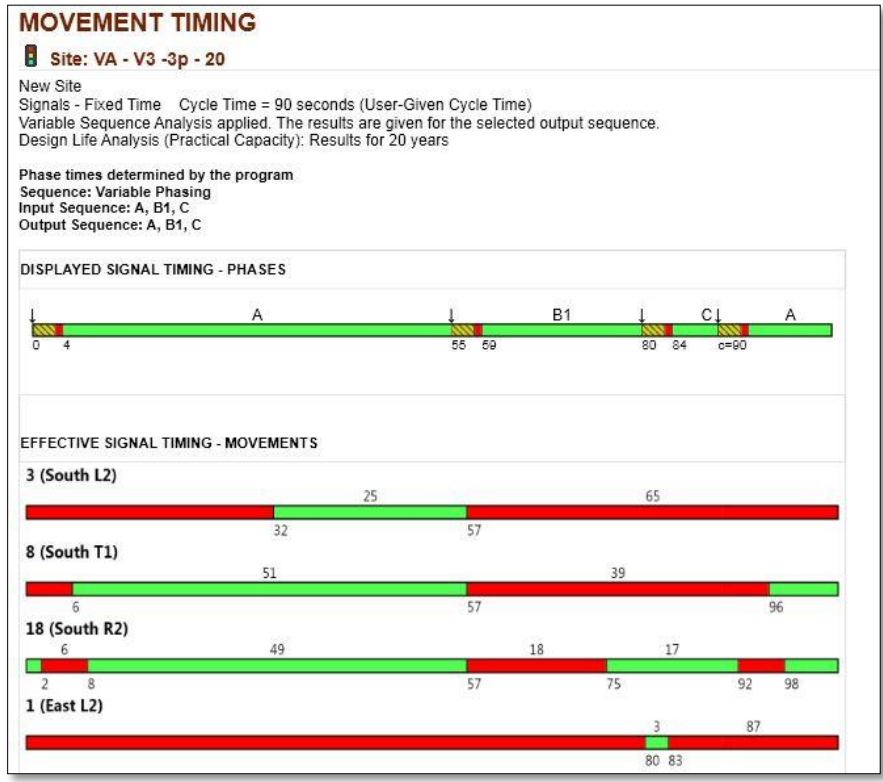 MOVEMENT TIMING
Site: VA - V3 -3p - 20
New Site
Signals - Fixed Time Cycle Time = 90 seconds (User-Given Cycle Time)
Variable Sequence Analysis applied. The results are given for the selected output sequence.
Design Life Analysis (Practical Capacity): Results for 20 years
Phase times determined by the program
Sequence: Variable Phasing
Input Sequence: A, B1, C
Output Sequence: A, B1, C
DISPLAYED SIGNAL TIMING - PHASES
A B1 C A
0 4 55 59 80 84 c=90
EFFECTIVE SIGNAL TIMING - MOVEMENTS
3 (South L2)
25 65
32 57
8 (South T1)
51 39
6 57 96
18 (South R2)
6 49 18 17
2 8 57 75 92 98
1 (East L2)
3 87
80 83